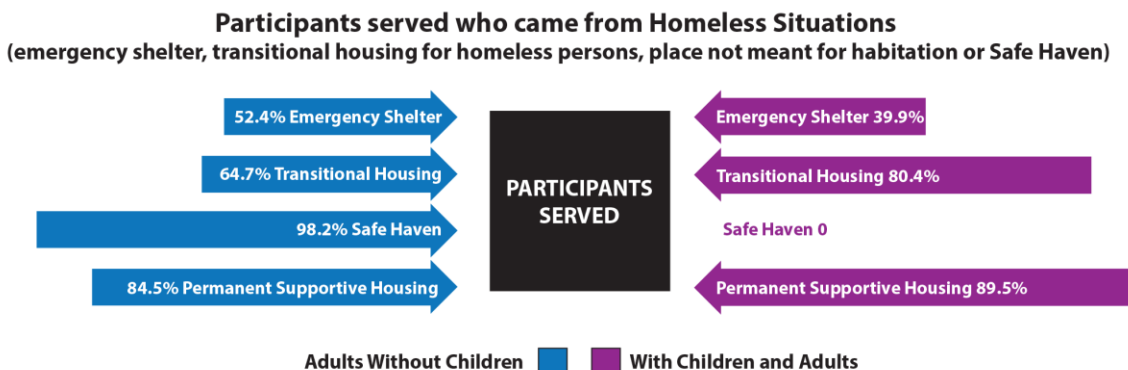 Participants served who came from Homeless Situations
(emergency shelter, transitional housing for homeless persons, place not meant for habitation or Safe Haven)
52.4% Emergency Shelter
64.7% Transitional Housing
98.2% Safe Haven
84.5% Permanent Supportive Housing
PARTICIPANTS
SERVED
Emergency Shelter 39.9%
Transitional Housing 80.4%
Safe Haven 0
Permanent Supportive Housing 89.5%
Adults Without Children
With Children and Adults